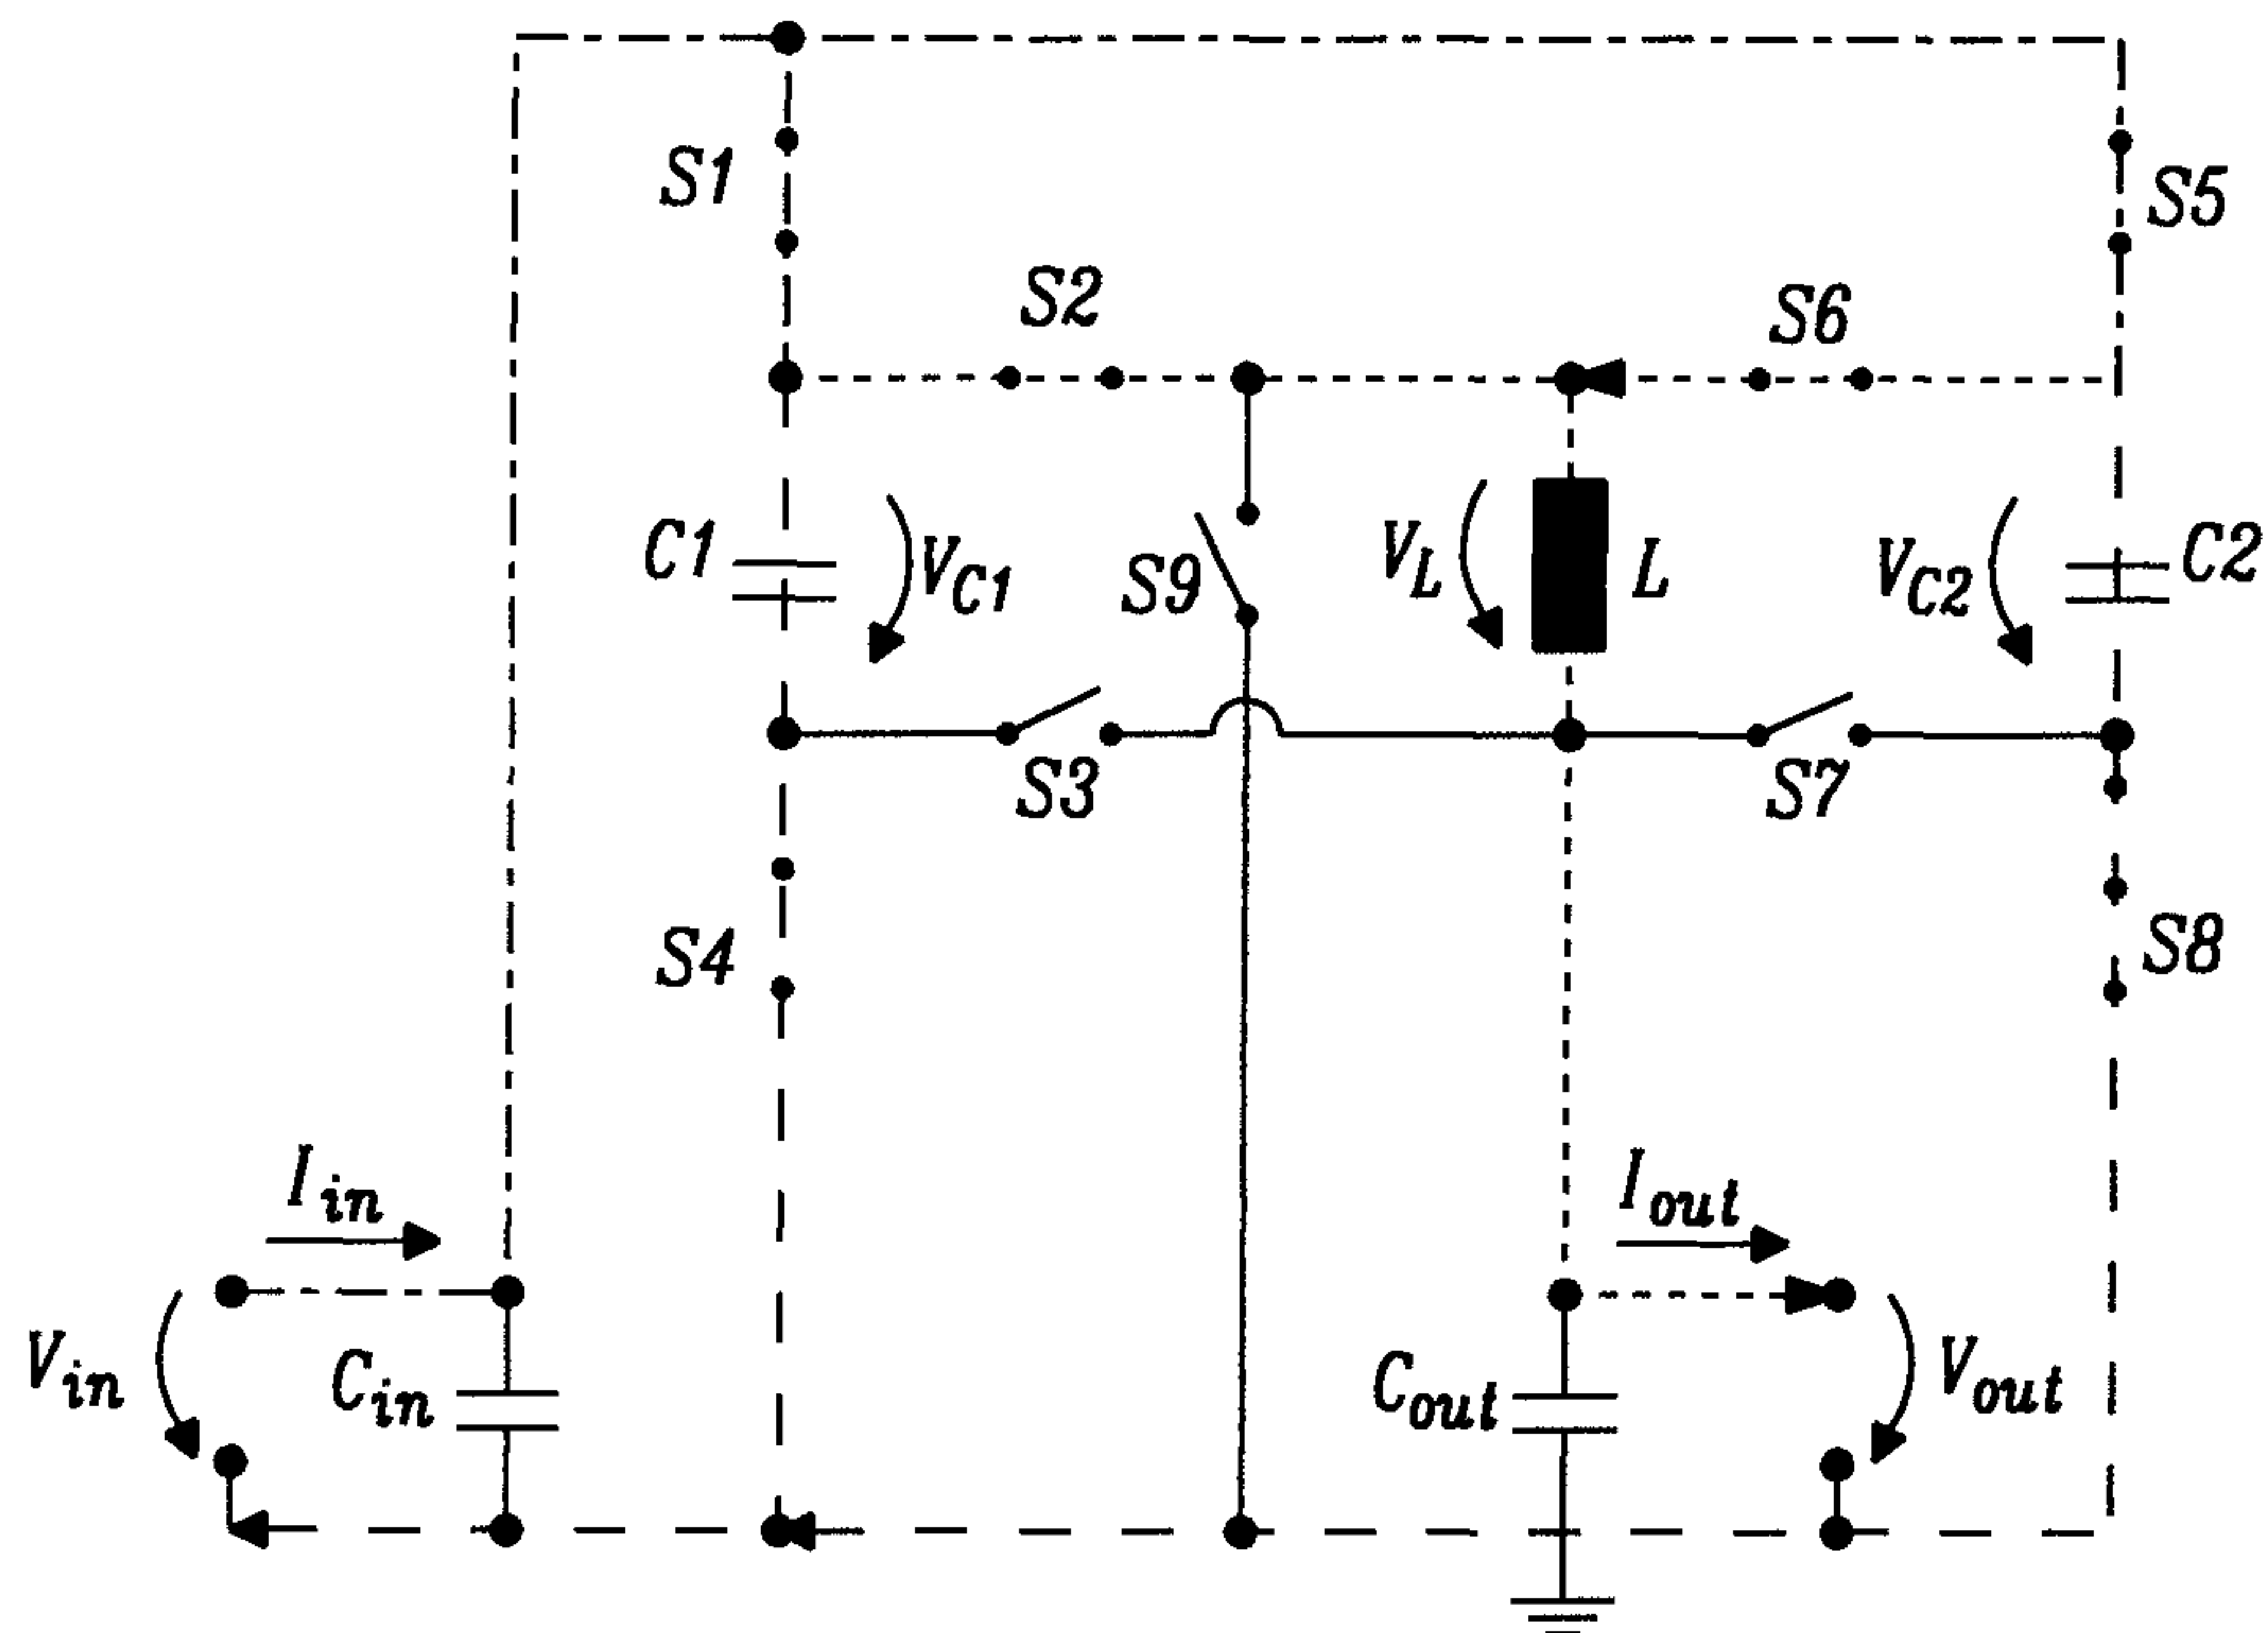 S1
S5
S2
S6
C1
VC1
S9
VL
L
VC2
C2
S3
S7
S4
S8
Iin
Iout
Vin
Cin
Cout
Vout